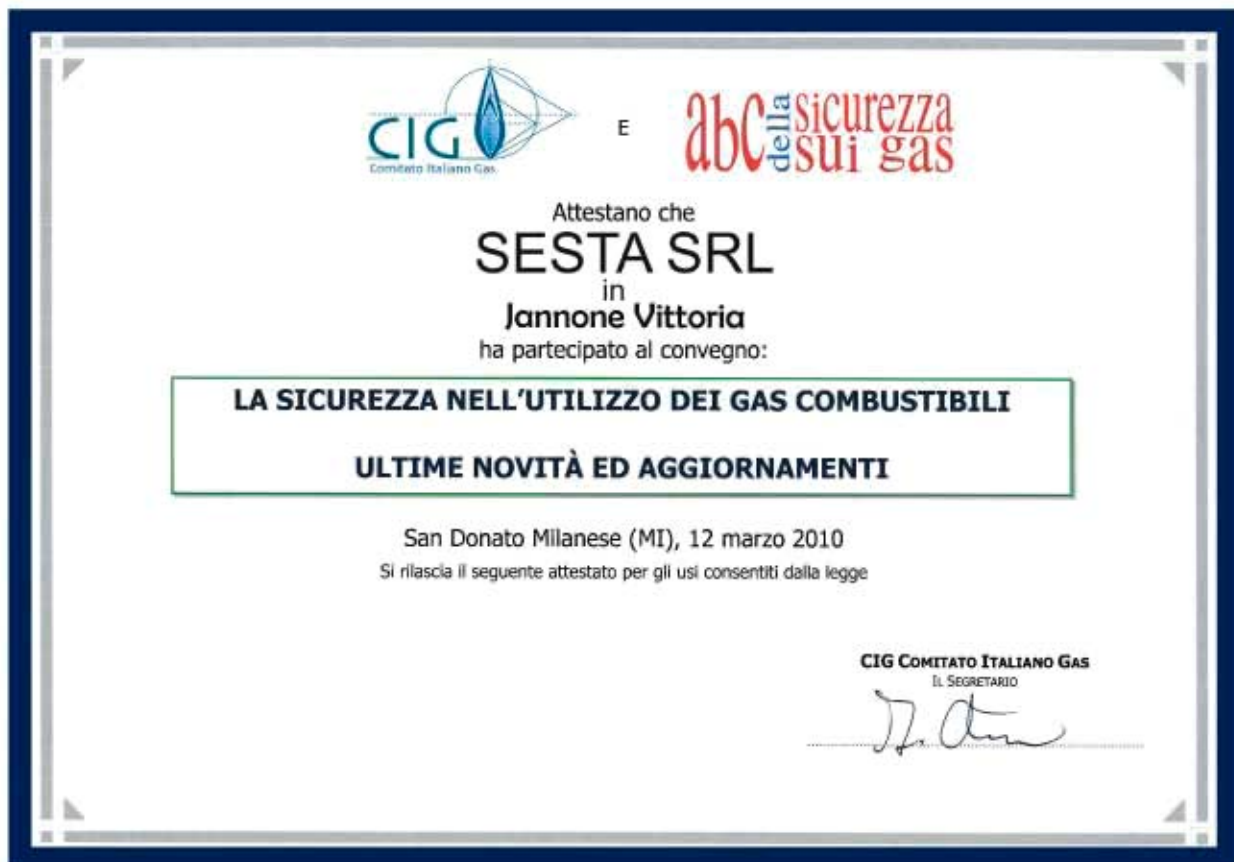 CIG
Comitato Italiano Gas
E
abc della sicurezza sui gas
Attestano che
SESTA SRL
in
Jannone Vittoria
ha partecipato al convegno:
LA SICUREZZA NELL'UTILIZZO DEI GAS COMBUSTIBILI
ULTIME NOVITÀ ED AGGIORNAMENTI
San Donato Milanese (MI), 12 marzo 2010
Si rilascia il seguente attestato per gli usi consentiti dalla legge
CIG COMITATO ITALIANO GAS
IL SEGRETARIO